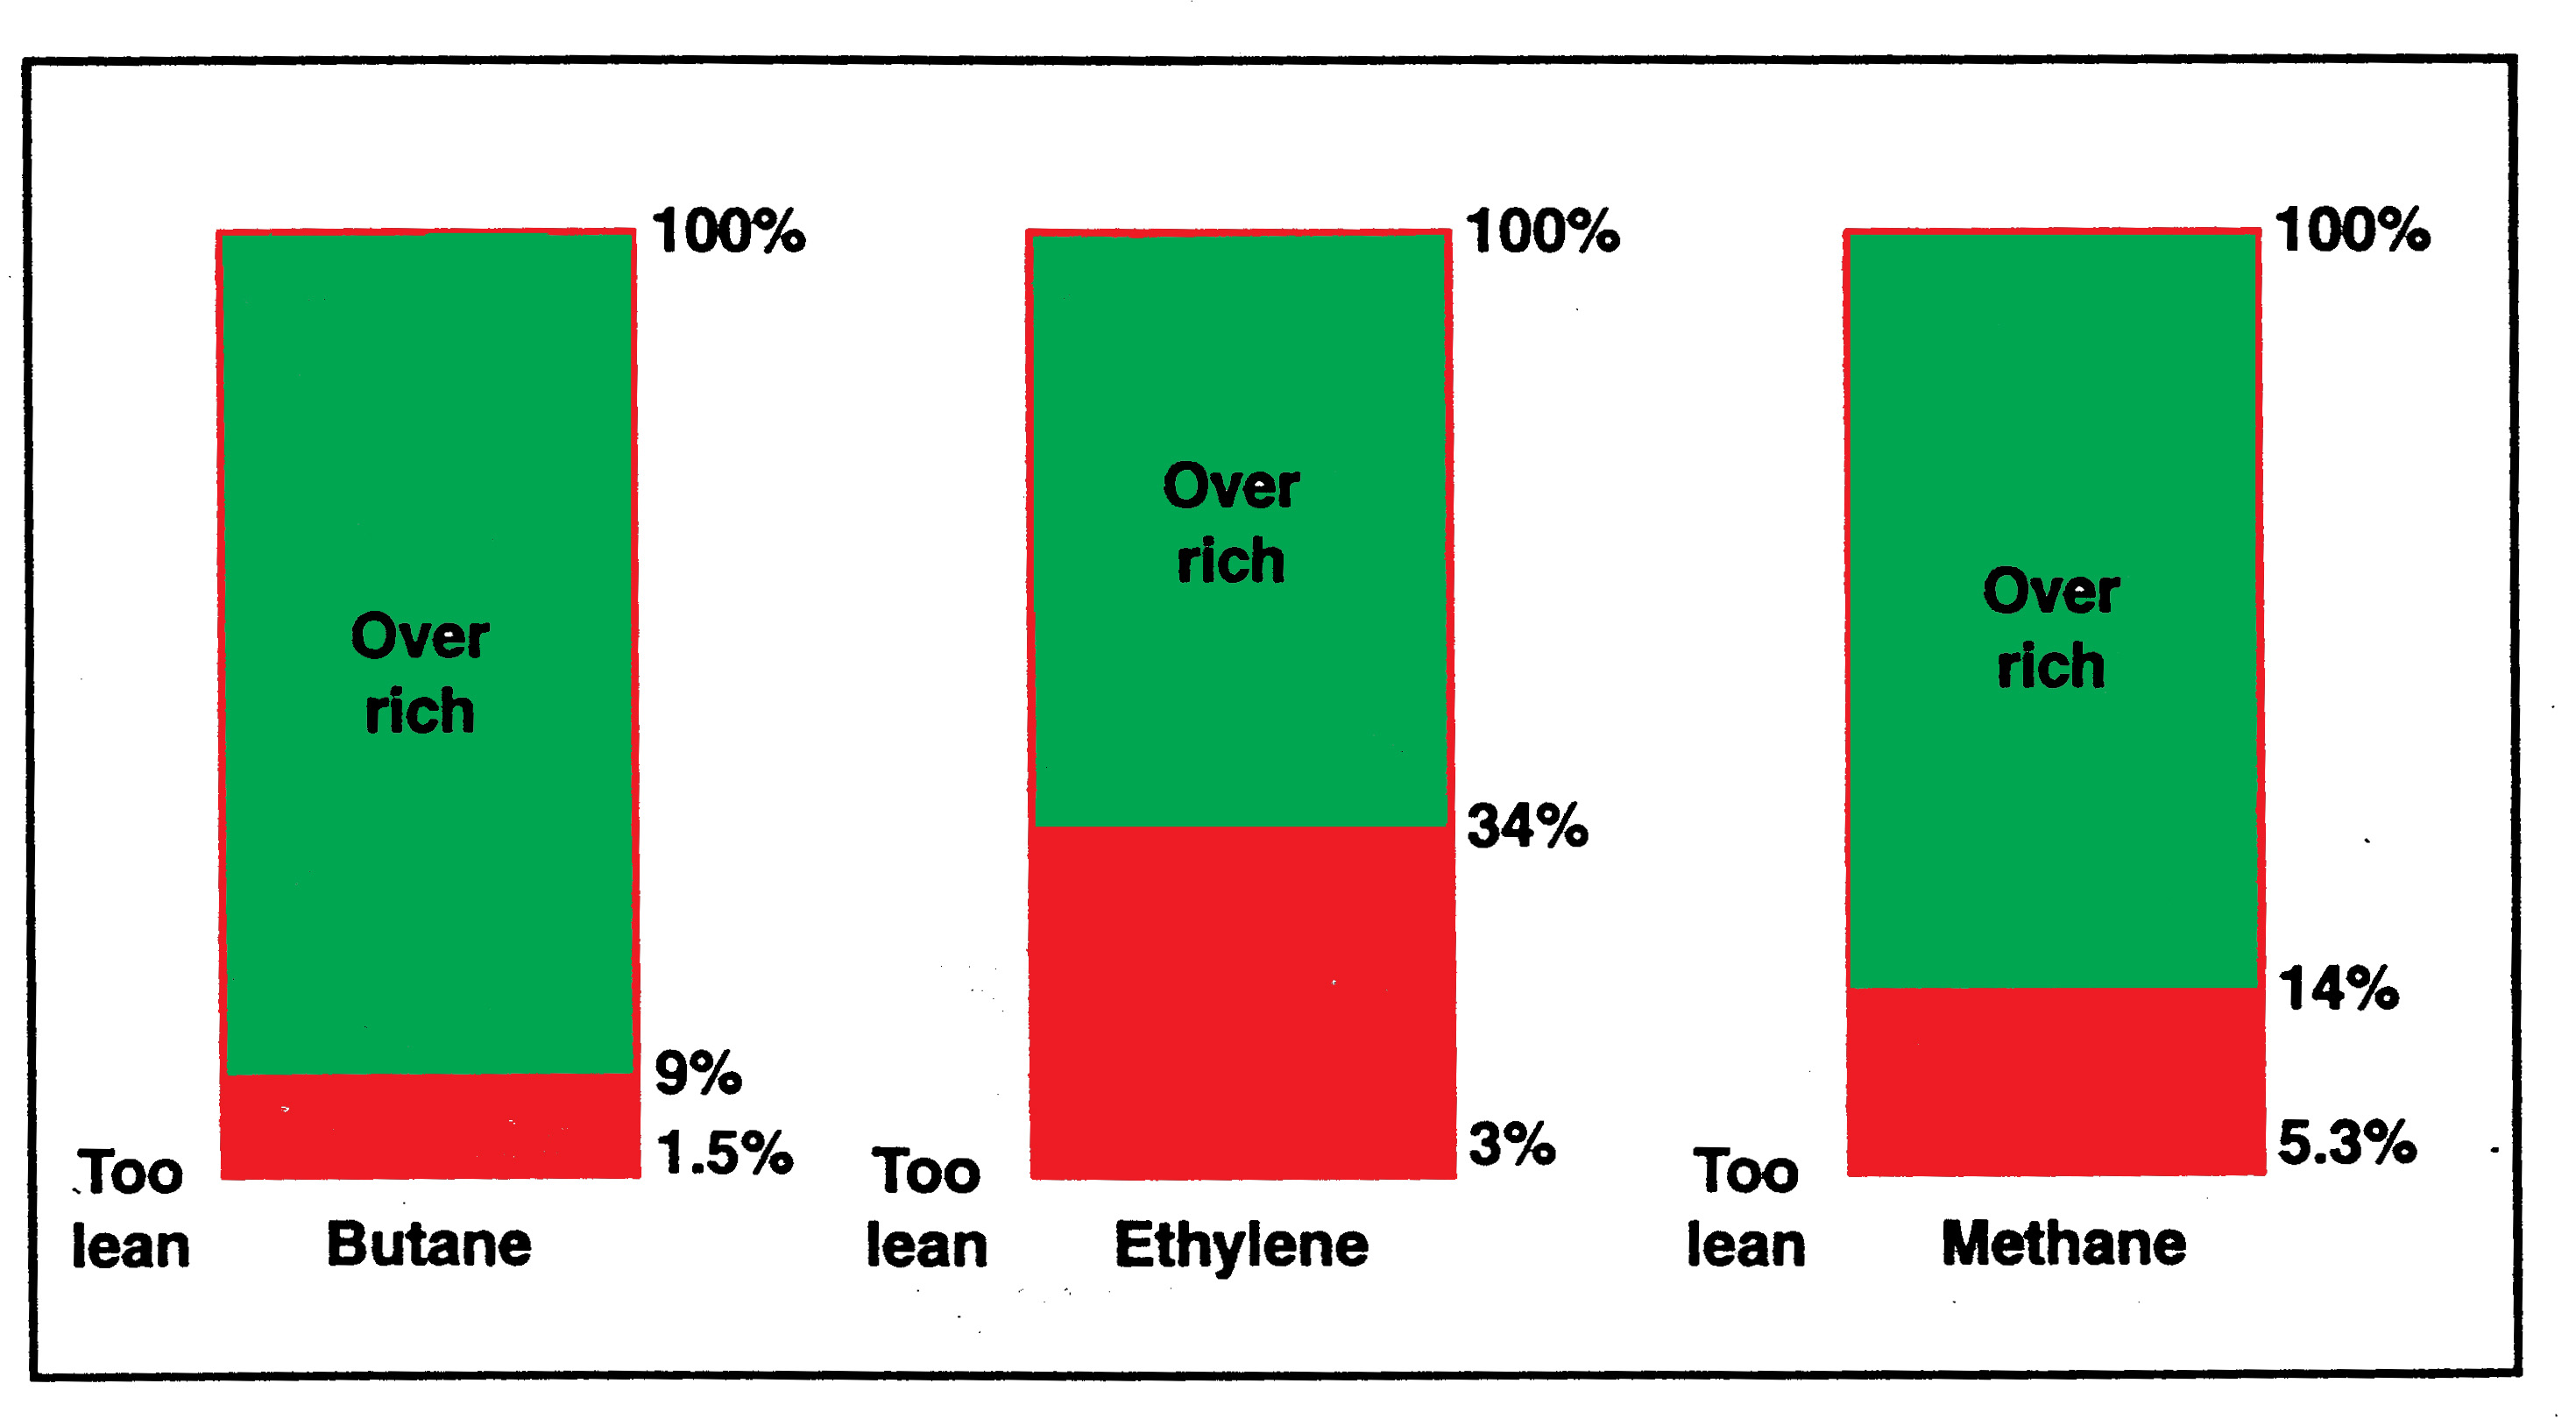 100%
Over
rich
9%
1.5%
Too
lean
Butane
100%
Over
rich
34%
3%
Too
lean
Ethylene
100%
Over
rich
14%
5.3%
Too
lean
Methane